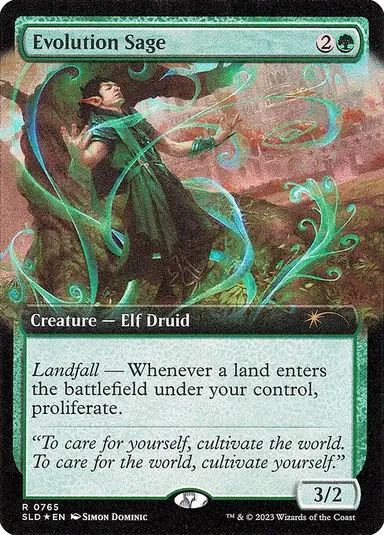 Evolution Sage 2
Creature — Elf Druid
Landfall — Whenever a land enters
the battlefield under your control,
proliferate.
“To care for yourself, cultivate the world.
To care for the world, cultivate yourself.”
3/2
R 0765
SLD ★ EN Simon Dominic
™ & © 2023 Wizards of the Coast